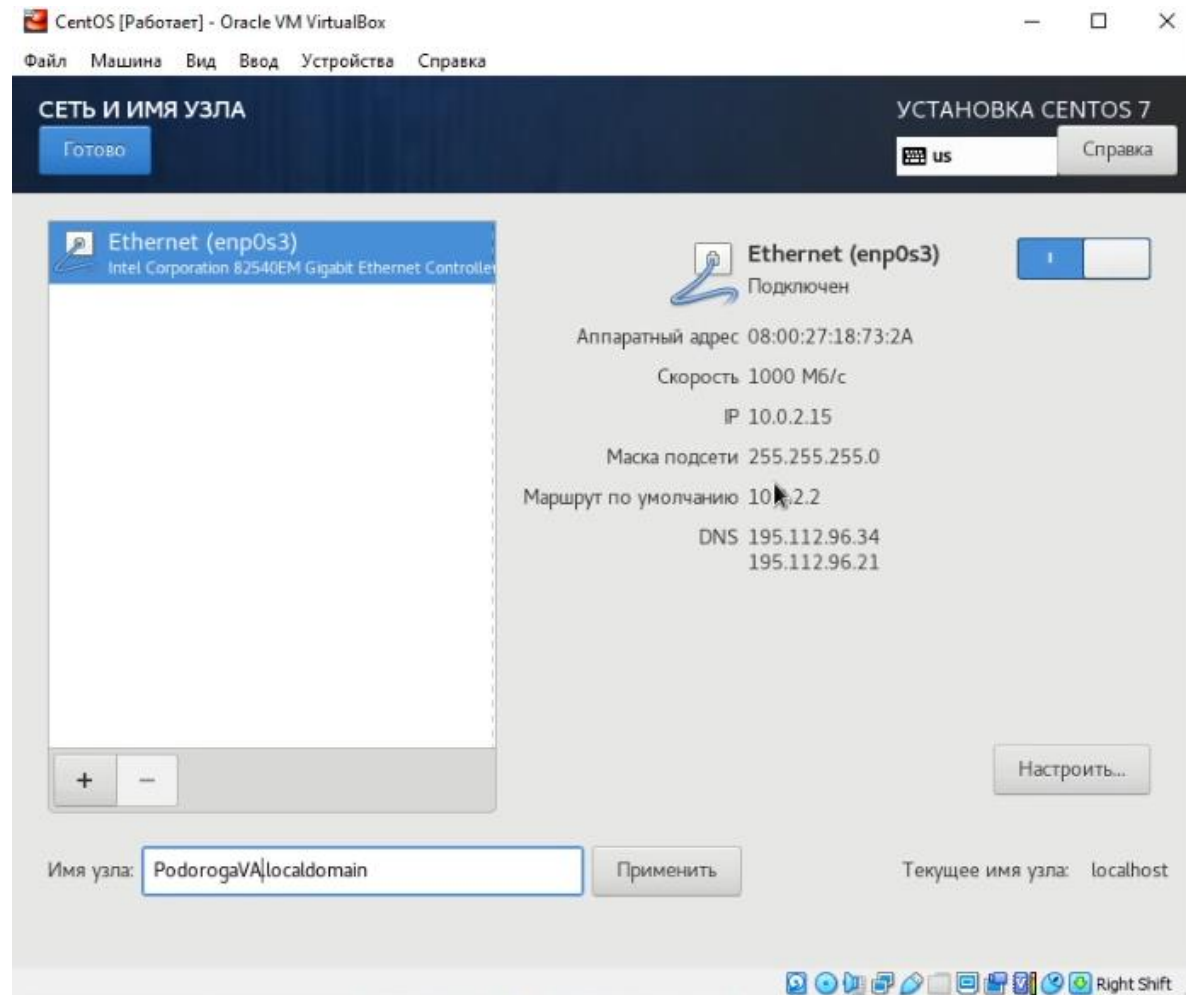 CentOS [Работает] - Oracle VM VirtualBox
Файл Машина Вид Ввод Устройства Справка
СЕТЬ И ИМЯ УЗЛА
УСТАНОВКА CENTOS 7
Готово
us
Справка
Ethernet (enp0s3)
Intel Corporation 82540EM Gigabit Ethernet Controller
Ethernet (enp0s3)
Подключен
Аппаратный адрес 08:00:27:18:73:2A
Скорость 1000 Мб/с
IP 10.0.2.15
Маска подсети 255.255.255.0
Маршрут по умолчанию
DNS 195.112.96.34
195.112.96.21
+ −
Настроить...
Имя узла: PodorogaVA.localdomain
Применить
Текущее имя узла: localhost
Right Shift